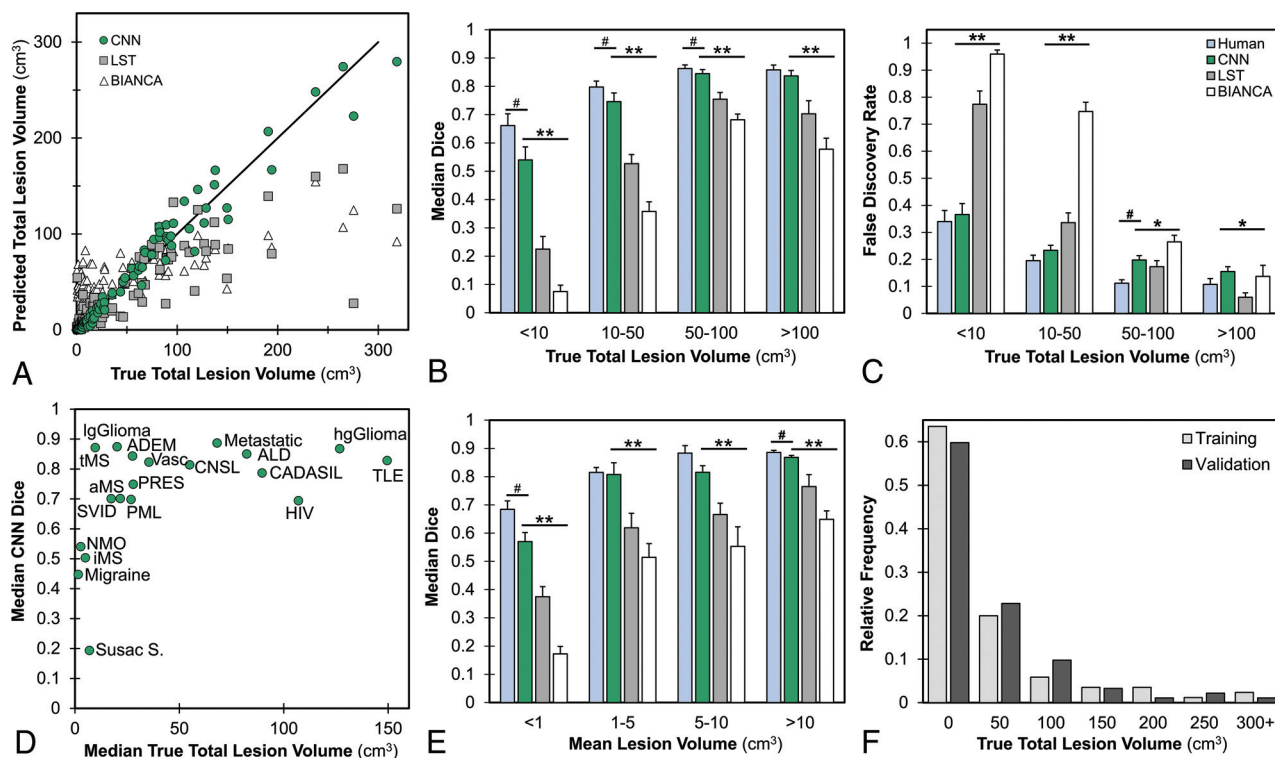 300
200
100
0
Predicted Total Lesion Volume (cm³)
CNN
LST
BIANCA
0 100 200 300
True Total Lesion Volume (cm³)
A
1
0.9
0.8
0.7
0.6
0.5
0.4
0.3
0.2
0.1
0
Median Dice
#
**
#
**
#
**
**
<10 10-50 50-100 >100
True Total Lesion Volume (cm³)
B
1
0.9
0.8
0.7
0.6
0.5
0.4
0.3
0.2
0.1
0
False Discovery Rate
**
**
#
*
*
Human
CNN
LST
BIANCA
<10 10-50 50-100 >100
True Total Lesion Volume (cm³)
C
1
0.9
0.8
0.7
0.6
0.5
0.4
0.3
0.2
0.1
0
Median CNN Dice
lgGlioma
ADEM
tMS
Vasc
CNSL
Metastatic
ALD
CADASIL
hgGlioma
TLE
HIV
aMS
PRES
SVID
PML
NMO
iMS
Migraine
Susac S.
0 50 100 150
Median True Total Lesion Volume (cm³)
D
1
0.9
0.8
0.7
0.6
0.5
0.4
0.3
0.2
0.1
0
Median Dice
#
**
**
**
#
**
<1 1-5 5-10 >10
Mean Lesion Volume (cm³)
E
0.6
0.5
0.4
0.3
0.2
0.1
0
Relative Frequency
Training
Validation
0 50 100 150 200 250 300+
True Total Lesion Volume (cm³)
F